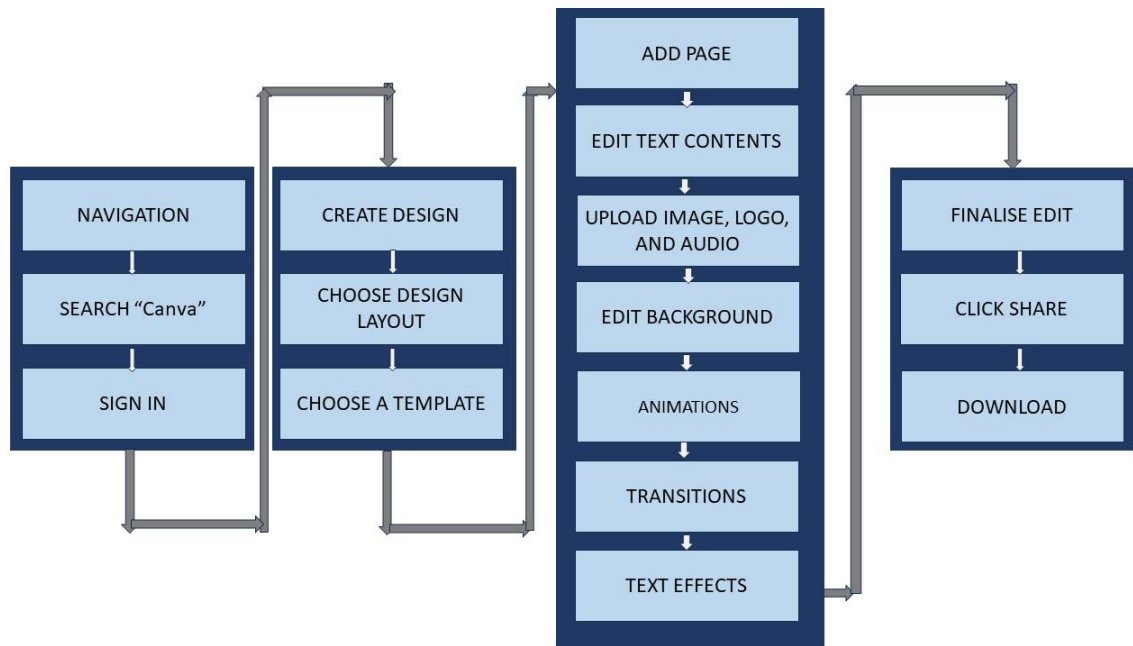 NAVIGATION
SEARCH “Canva”
SIGN IN
CREATE DESIGN
CHOOSE DESIGN
LAYOUT
CHOOSE A TEMPLATE
ADD PAGE
EDIT TEXT CONTENTS
UPLOAD IMAGE, LOGO,
AND AUDIO
EDIT BACKGROUND
ANIMATIONS
TRANSITIONS
TEXT EFFECTS
FINALISE EDIT
CLICK SHARE
DOWNLOAD